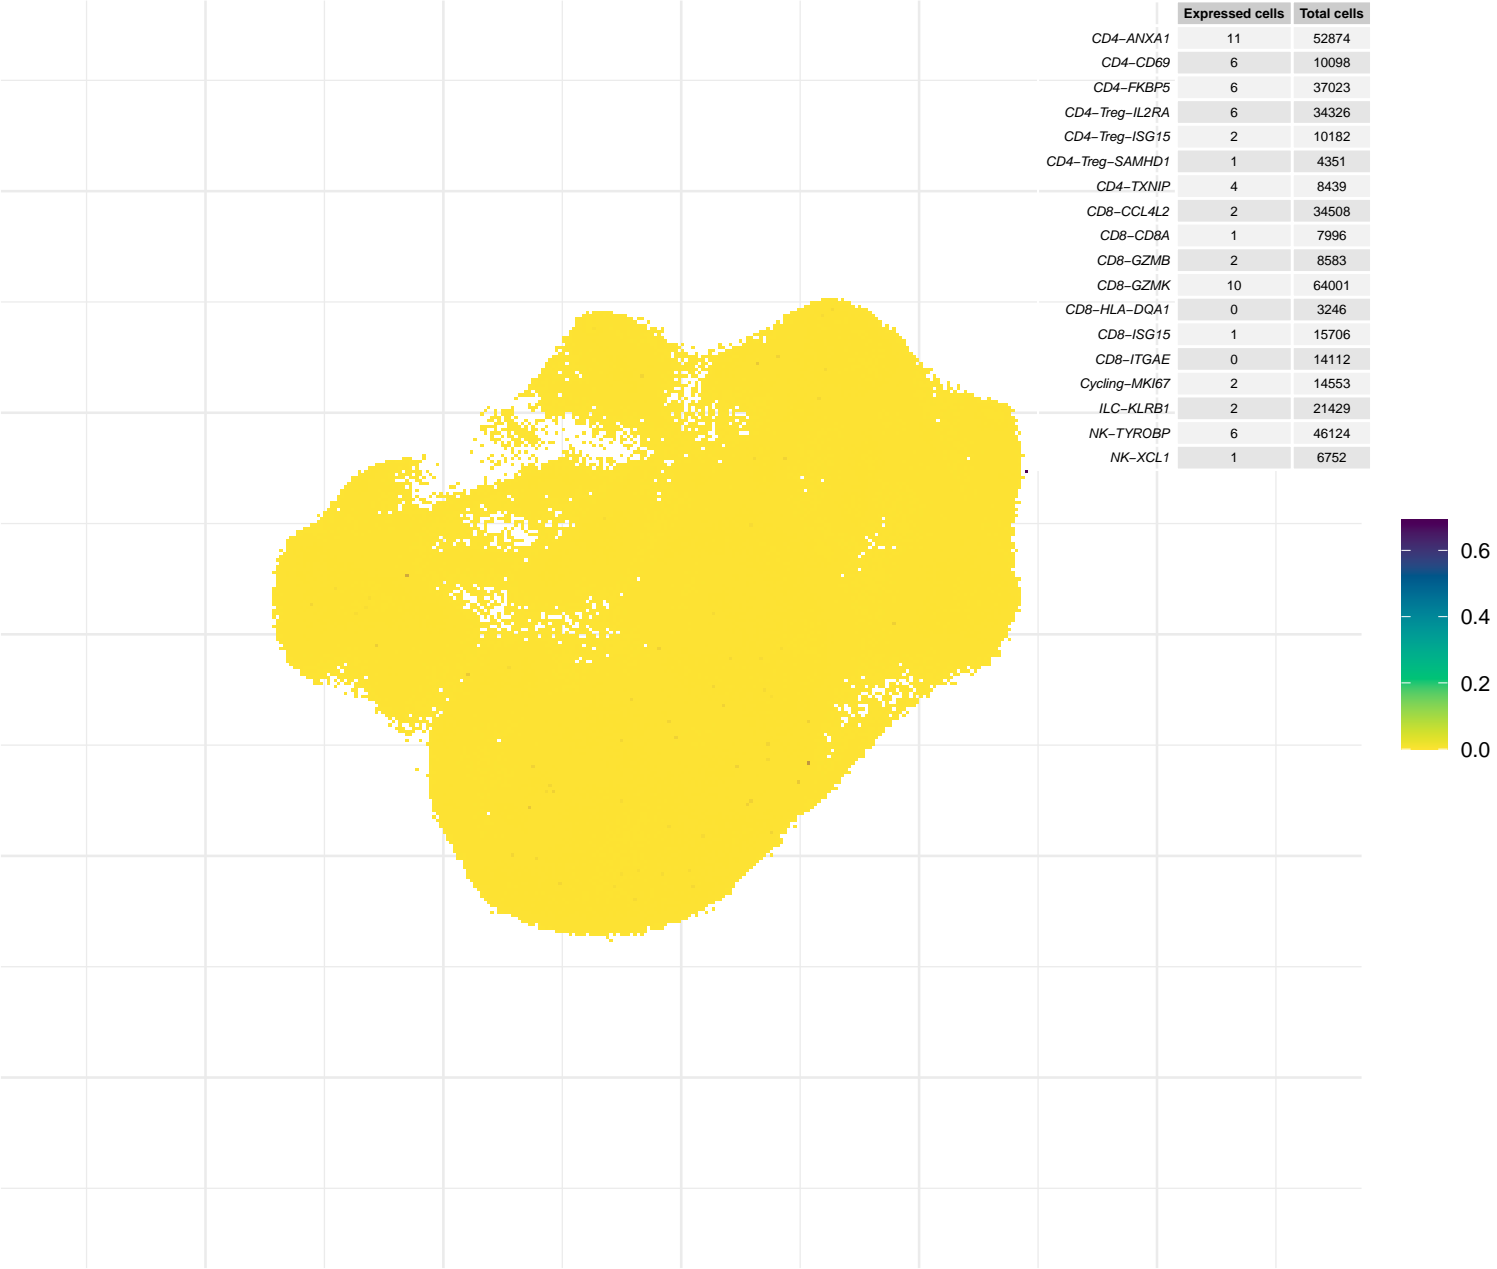 Expressed cells Total cells
CD4−ANXA1 11 52874
CD4−CD69 6 10098
CD4−FKBP5 6 37023
CD4−Treg−IL2RA 6 34326
CD4−Treg−ISG15 2 10182
CD4−Treg−SAMHD1 1 4351
CD4−TXNIP 4 8439
CD8−CCL4L2 2 34508
CD8−CD8A 1 7996
CD8−GZMB 2 8583
CD8−GZMK 10 64001
CD8−HLA−DQA1 0 3246
CD8−ISG15 1 15706
CD8−ITGAE 0 14112
Cycling−MKI67 2 14553
ILC−KLRB1 2 21429
NK−TYROBP 6 46124
NK−XCL1 1 6752
0.6
0.4
0.2
0.0